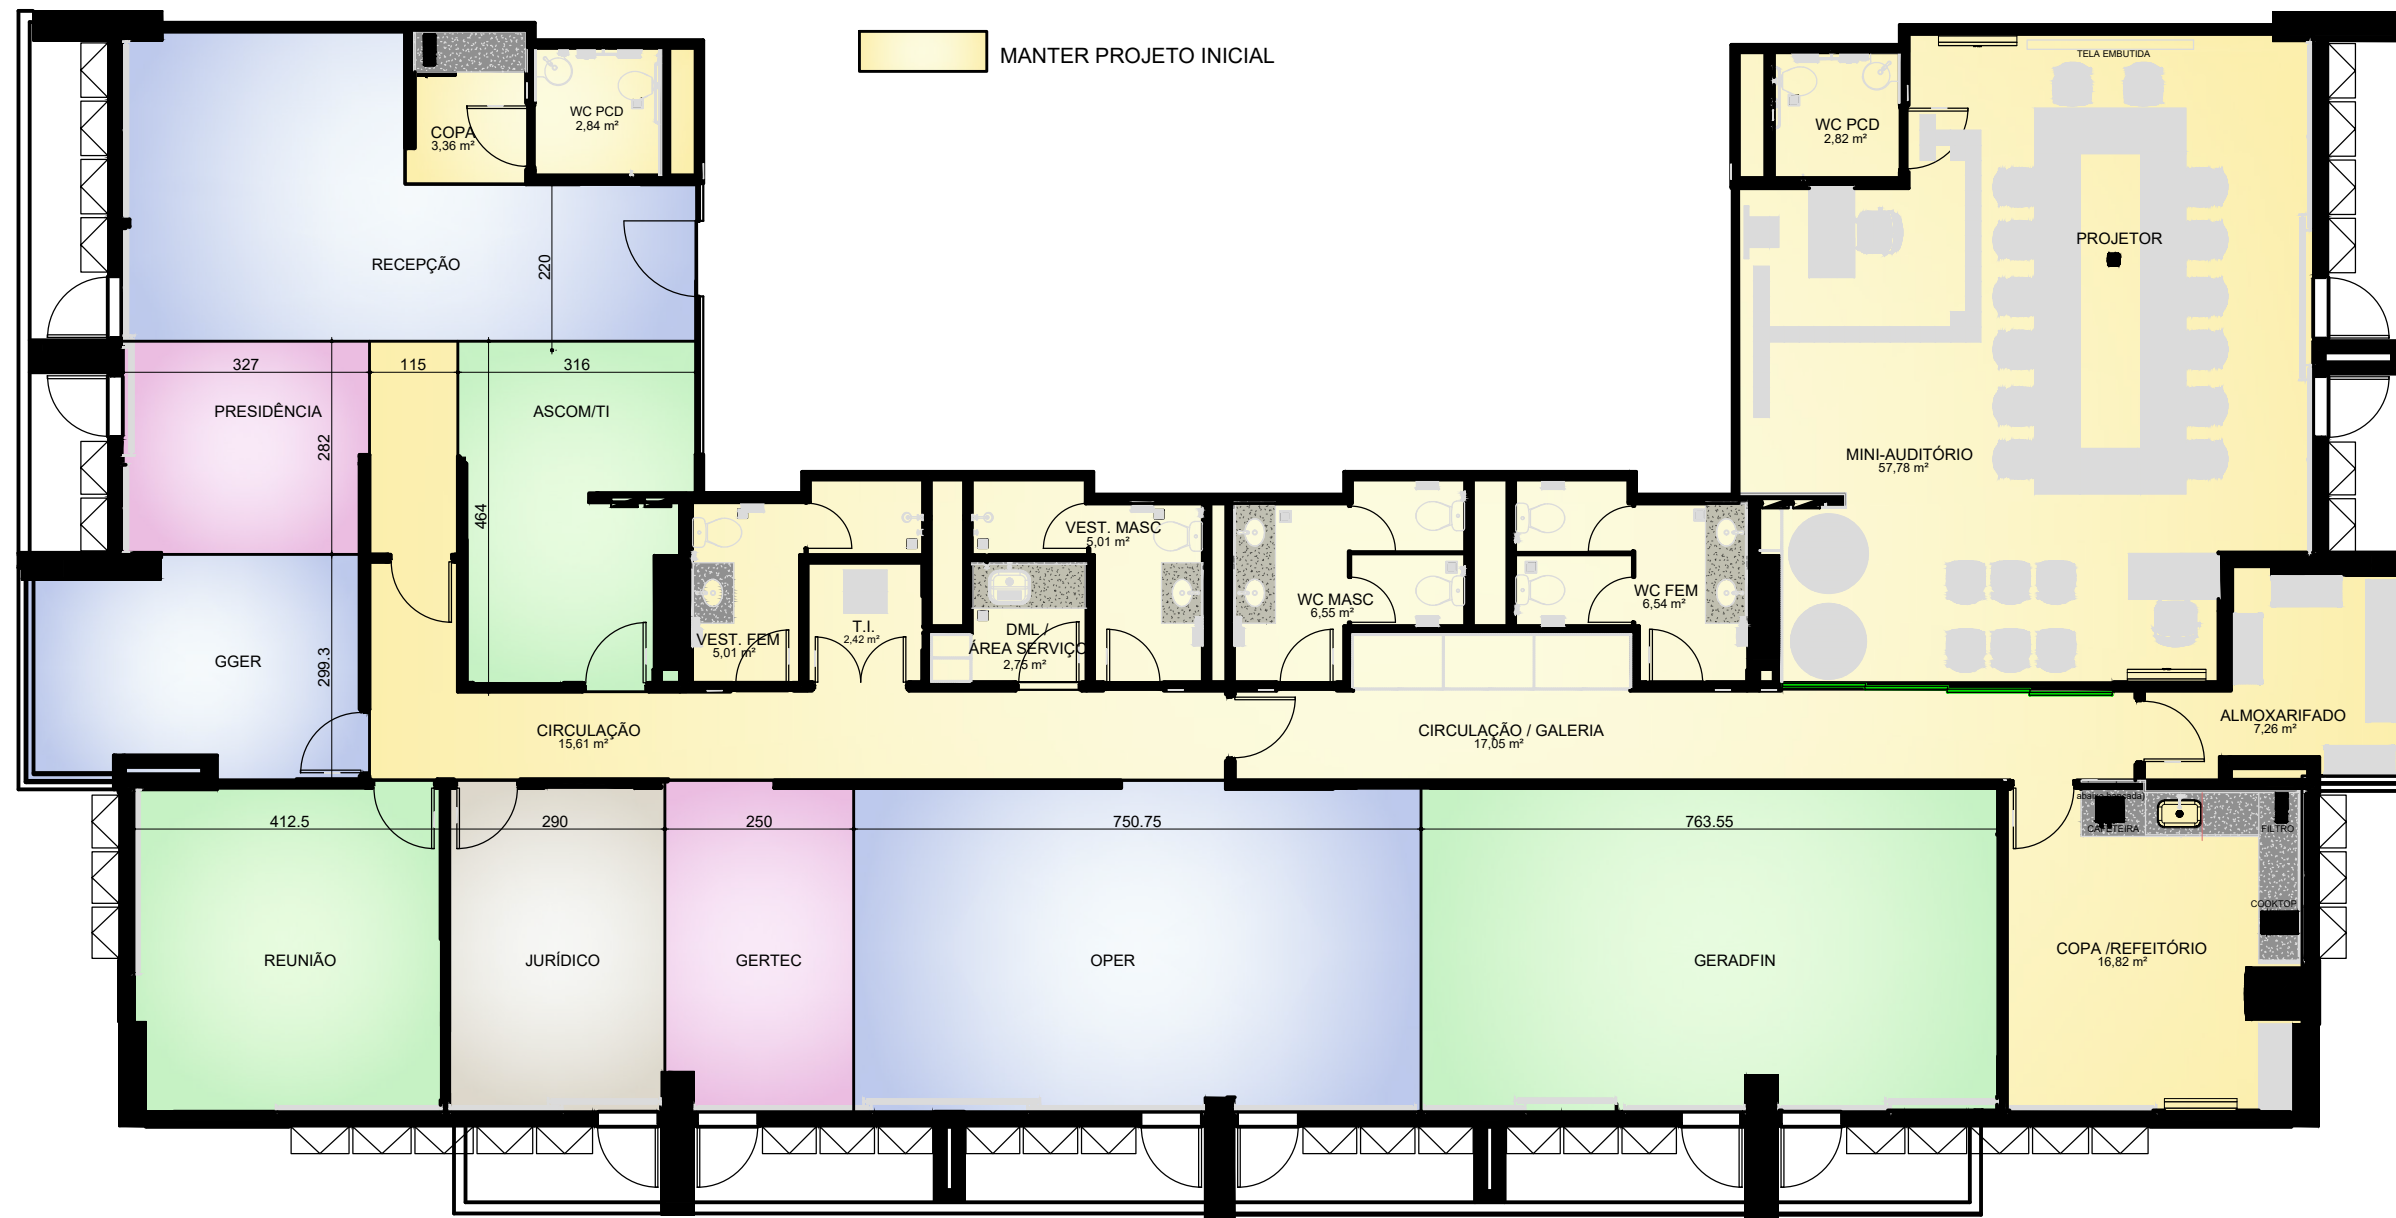 MANTER PROJETO INICIAL
TELA EMBUTIDA
WC PCD
2,84 m²
COPA
3,36 m²
WC PCD
2,82 m²
RECEPÇÃO
220
PROJETOR
327
115
316
PRESIDÊNCIA
282
ASCOM/TI
464
MINI-AUDITÓRIO
57,78 m²
VEST. MASC
5,01 m²
WC MASC
6,55 m²
WC FEM
6,54 m²
VEST. FEM
5,01 m²
T.I.
2,42 m²
DML /
ÁREA SERVIÇO
2,75 m²
GGER
299.3
CIRCULAÇÃO
15,61 m²
CIRCULAÇÃO / GALERIA
17,05 m²
ALMOXARIFADO
7,26 m²
412.5
290
250
750.75
763.55
abaixo bancada)
CAFETEIRA
FILTRO
COOKTOP
REUNIÃO
JURÍDICO
GERTEC
OPER
GERADFIN
COPA /REFEITÓRIO
16,82 m²